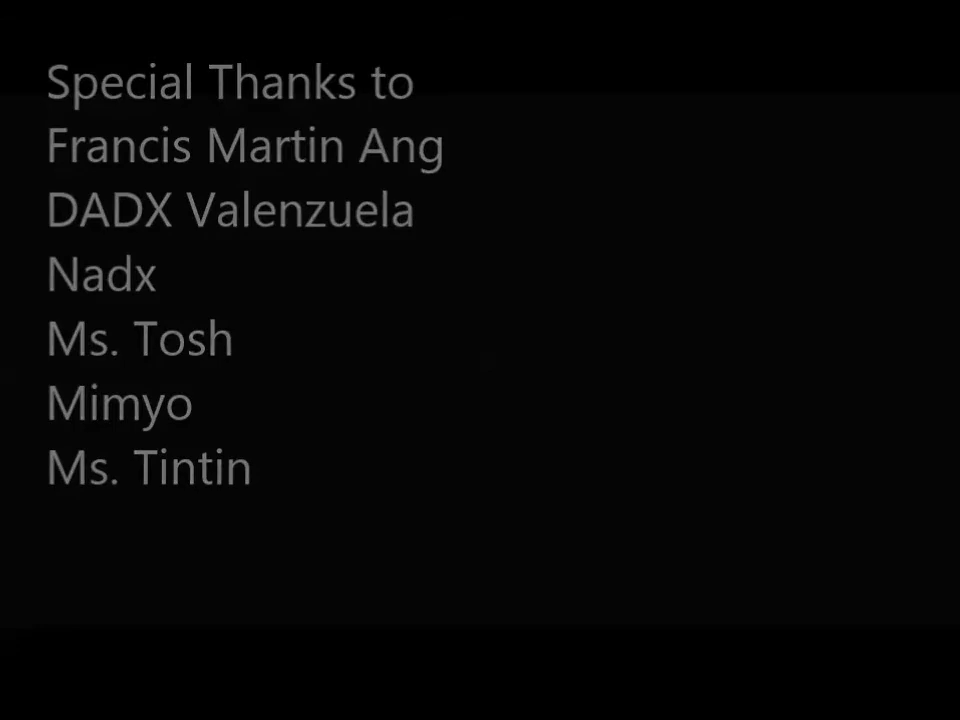 Special Thanks to
Francis Martin Ang
DADX Valenzuela
Nadx
Ms. Tosh
Mimyo
Ms. Tintin